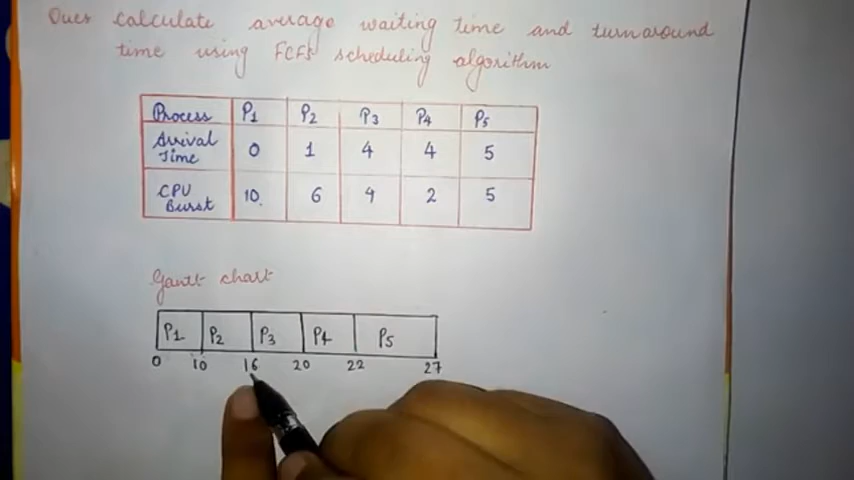 Ques calculate average waiting time and turnaround
time using FCFS scheduling algorithm
Process P1 P2 P3 P4 P5
Arrival Time 0 1 4 4 5
CPU Burst 10 6 4 2 5
Gantt chart
P1 P2 P3 P4 P5
0 10 16 20 22 27